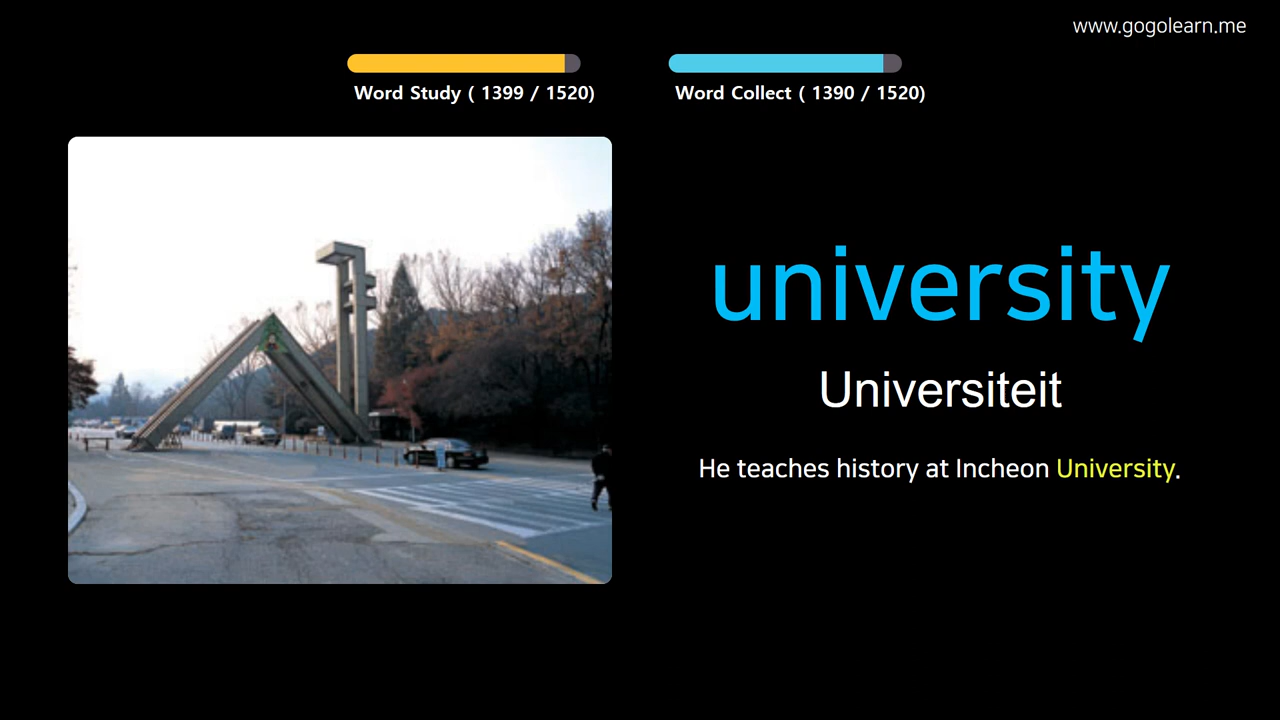 www.gogolearn.me
Word Study ( 1399 / 1520)
Word Collect ( 1390 / 1520)
university
Universiteit
He teaches history at Incheon University.